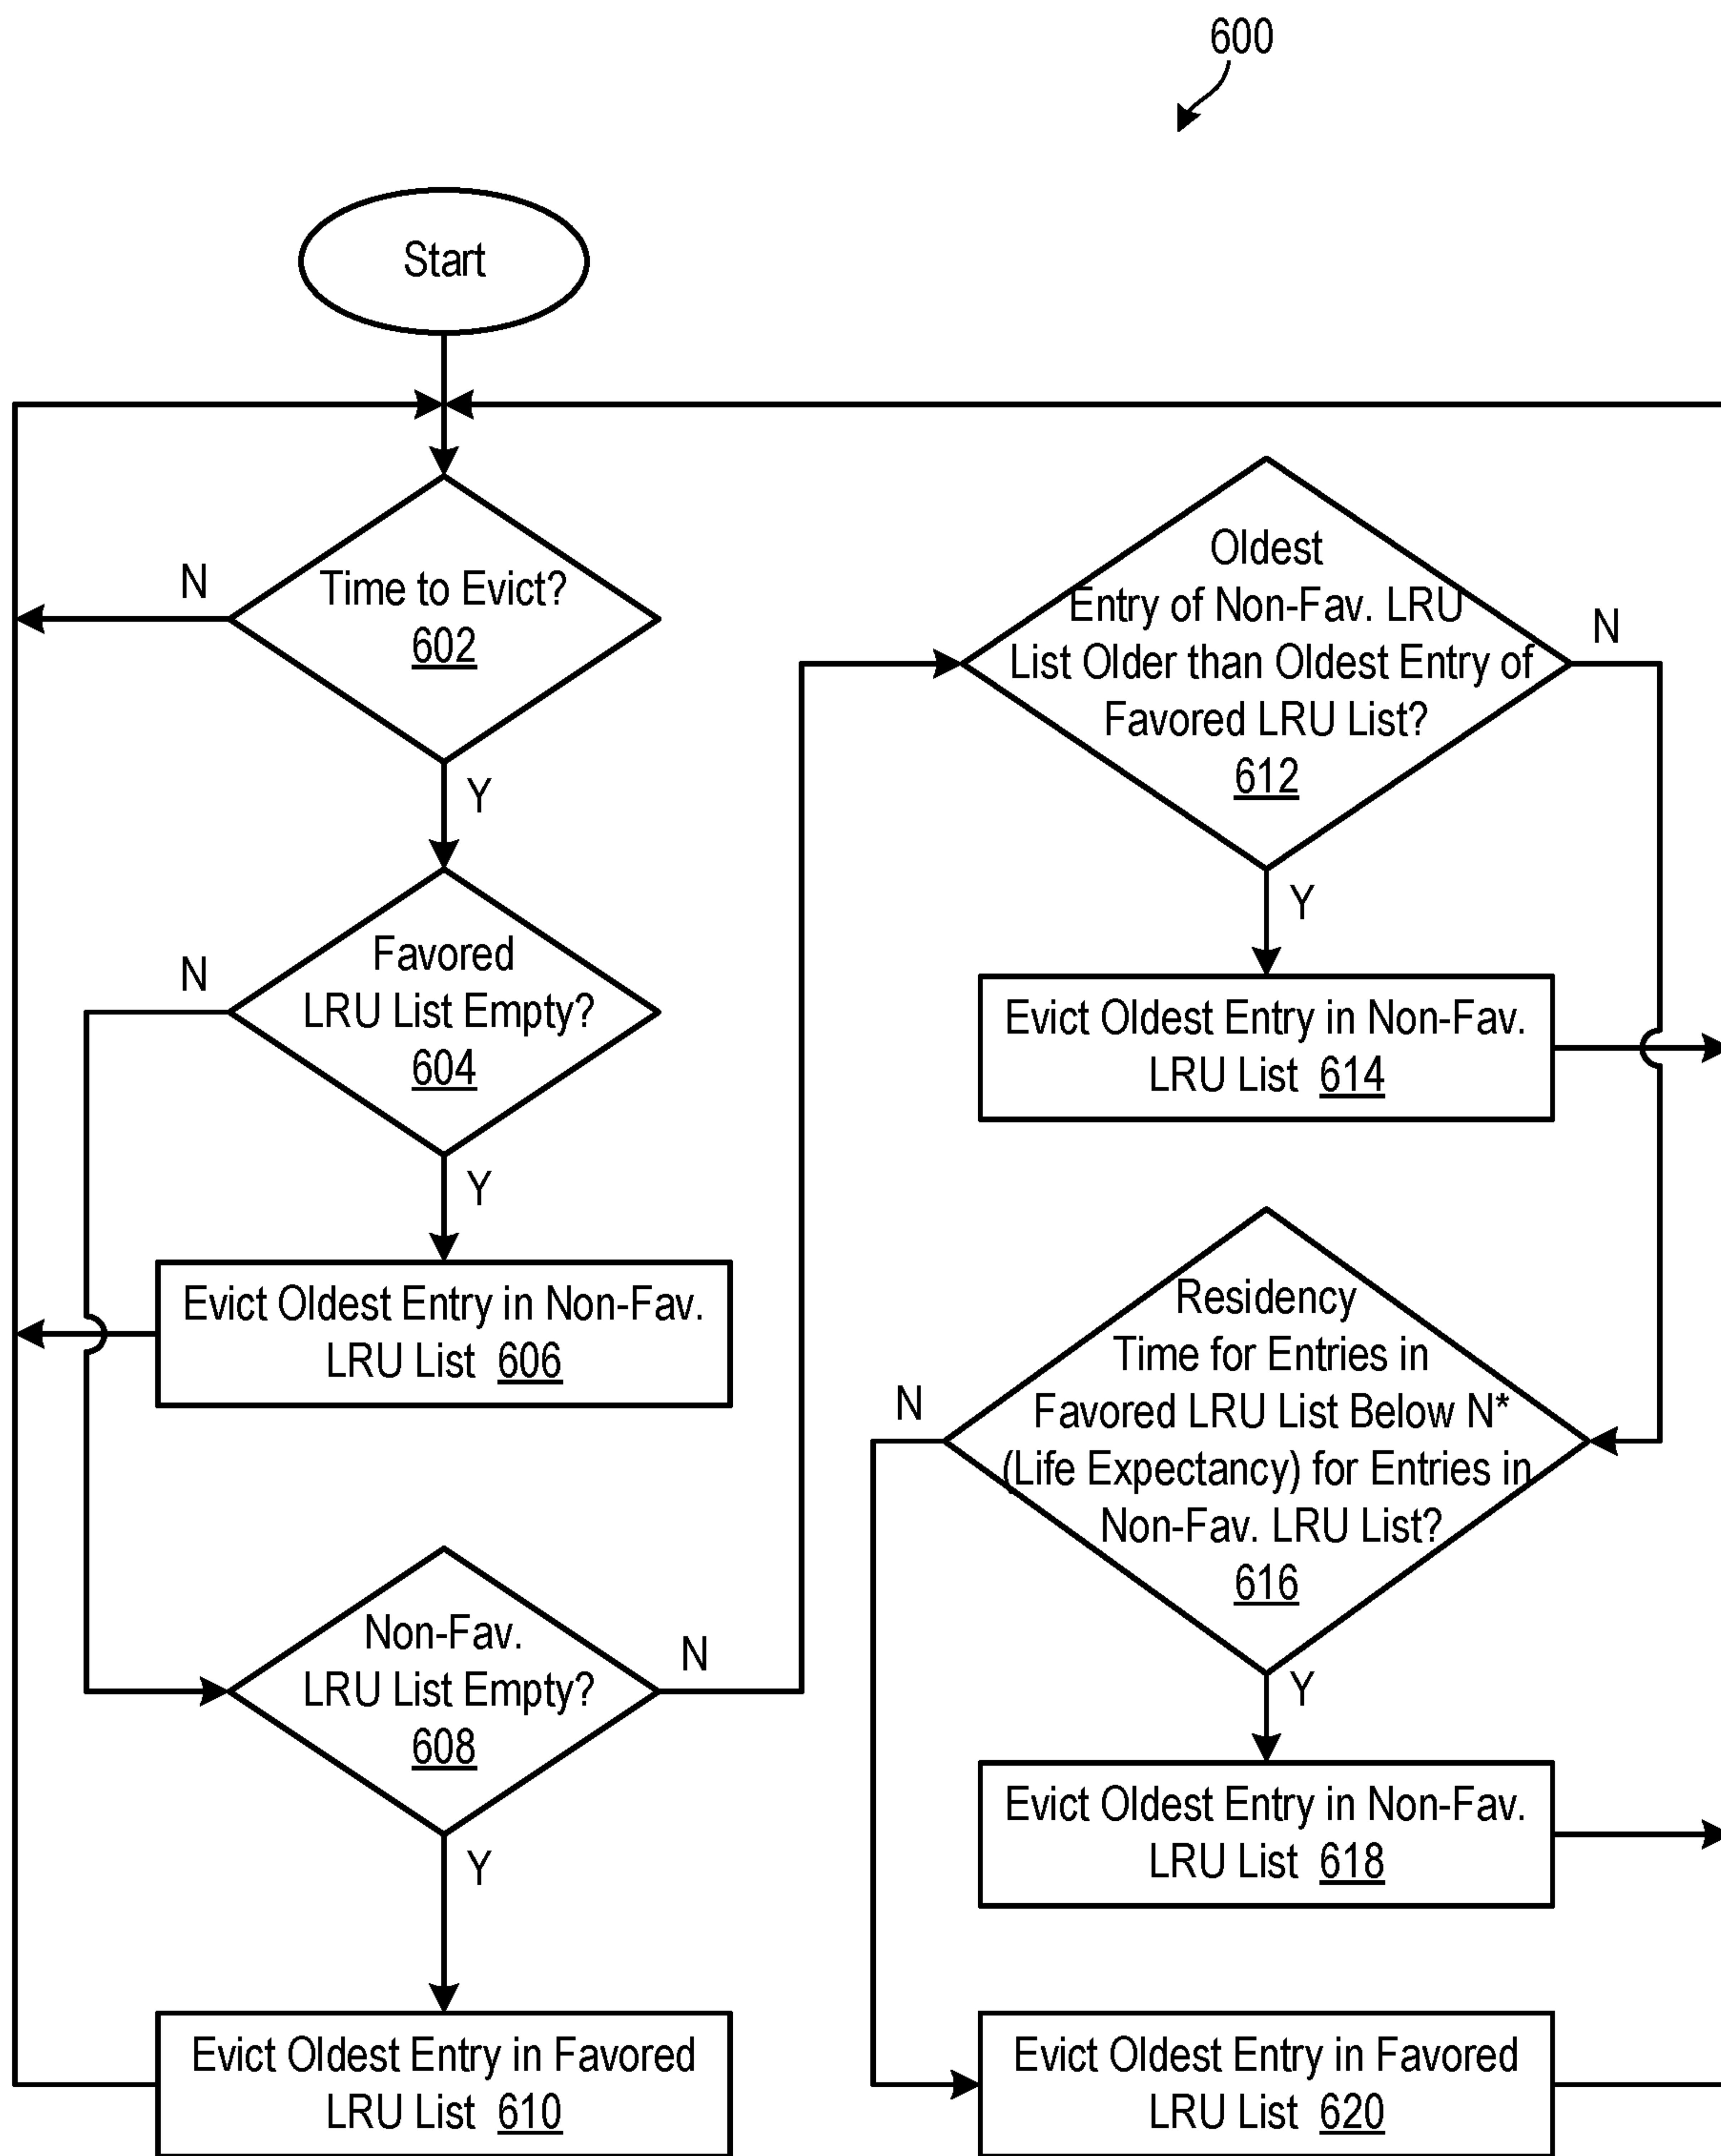 600
Start
N
Time to Evict?
602
Y
N
Favored
LRU List Empty?
604
Y
Evict Oldest Entry in Non-Fav.
LRU List 606
Non-Fav.
LRU List Empty?
608
N
Y
Evict Oldest Entry in Favored
LRU List 610
Oldest
Entry of Non-Fav. LRU
List Older than Oldest Entry of
Favored LRU List?
612
N
Y
Evict Oldest Entry in Non-Fav.
LRU List 614
Residency
Time for Entries in
Favored LRU List Below N*
(Life Expectancy) for Entries in
Non-Fav. LRU List?
616
N
Y
Evict Oldest Entry in Non-Fav.
LRU List 618
Evict Oldest Entry in Favored
LRU List 620